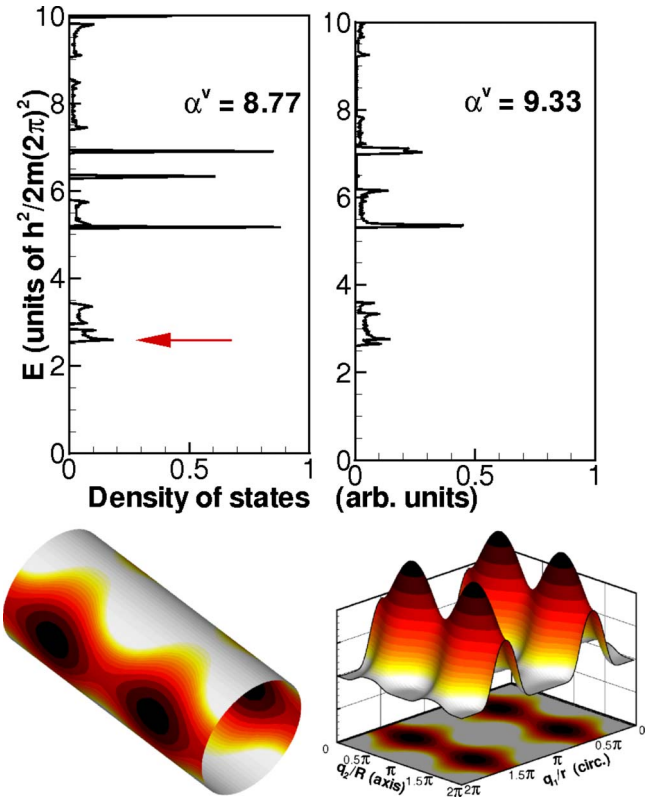 10
8
6
4
2
0
E (units of h²/2m(2π)²)
αᵛ = 8.77
0
0.5
1
10
8
6
4
2
0
αᵛ = 9.33
0
0.5
1
Density of states (arb. units)
0
0.5π
π
1.5π
2π
q₂/R (axis)
2π
1.5π
π
0.5π
0
q₁/r (circ.)